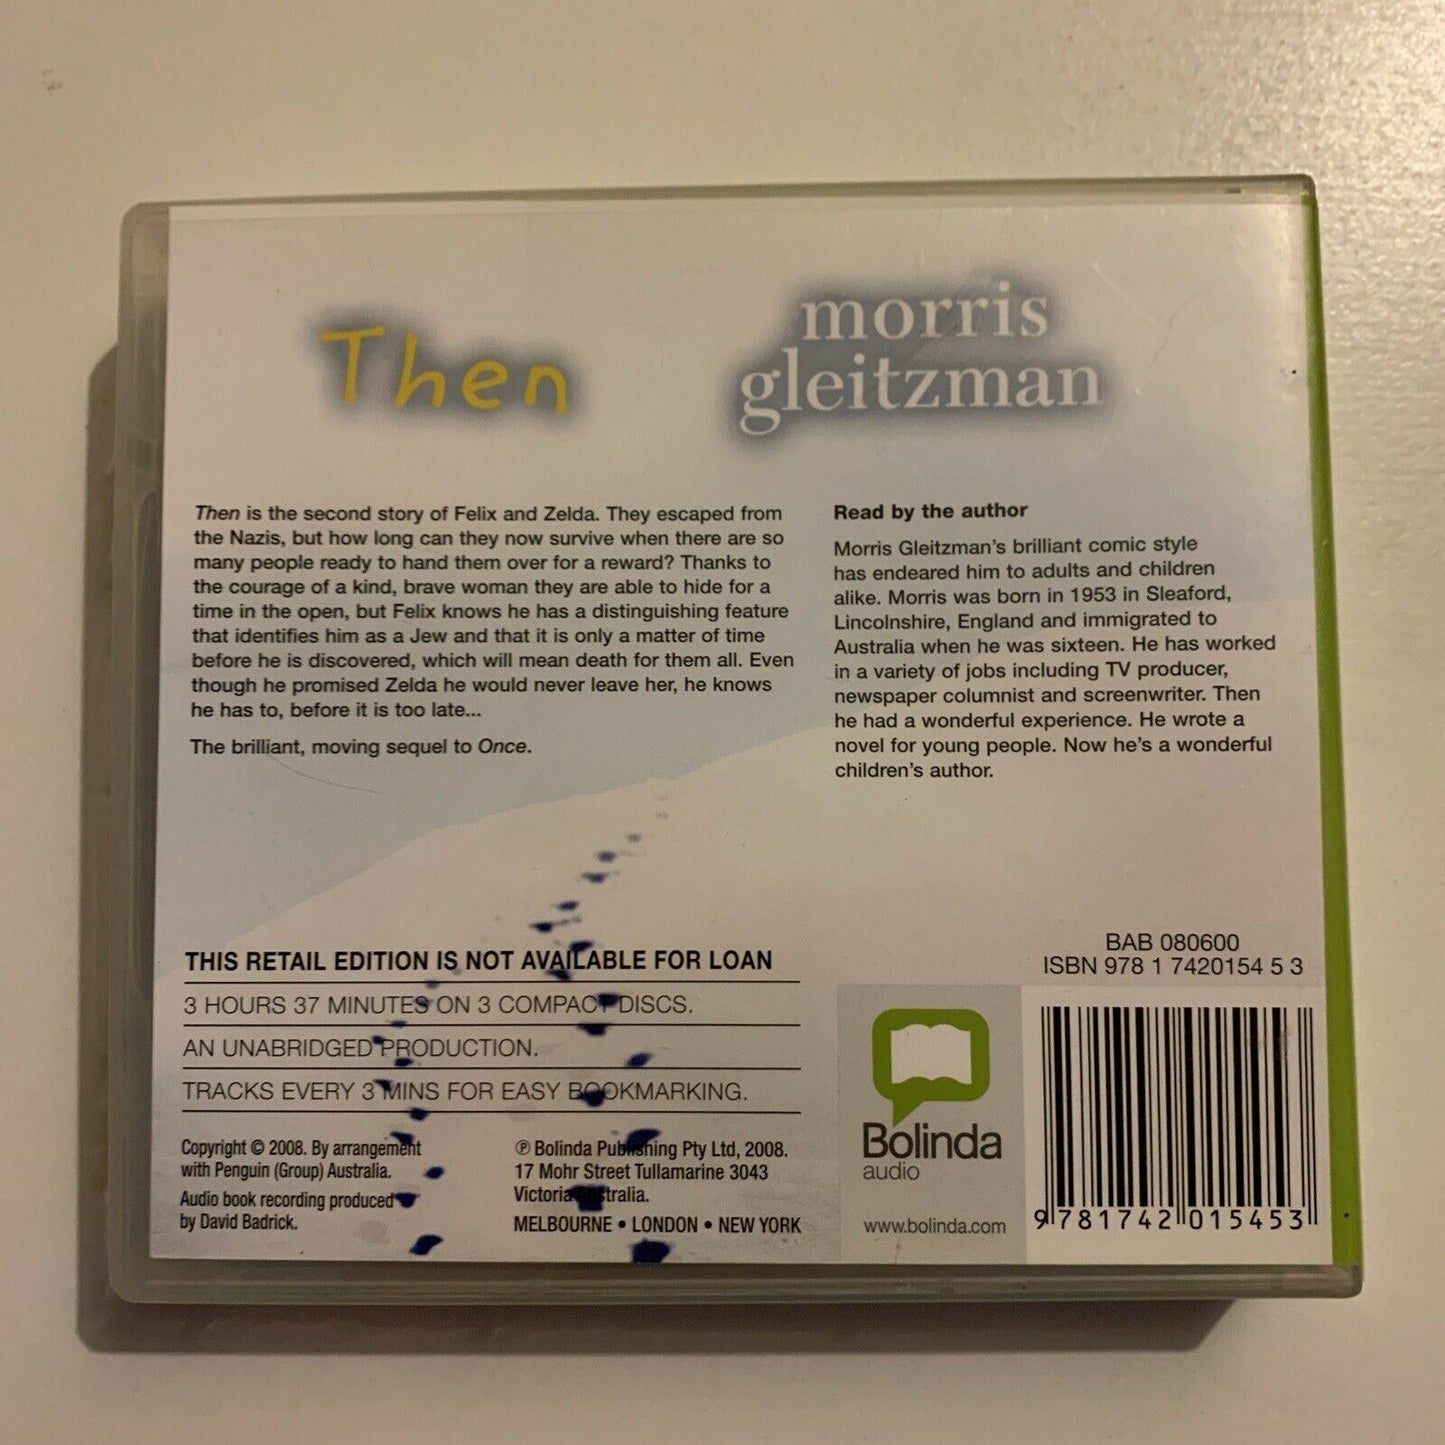 Then
morris
gleitzman
Then is the second story of Felix and Zelda. They escaped from
the Nazis, but how long can they now survive when there are so
many people ready to hand them over for a reward? Thanks to
the courage of a kind, brave woman they are able to hide for a
time in the open, but Felix knows he has a distinguishing feature
that identifies him as a Jew and that it is only a matter of time
before he is discovered, which will mean death for them all. Even
though he promised Zelda he would never leave her, he knows
he has to, before it is too late...
The brilliant, moving sequel to Once.
Read by the author
Morris Gleitzman's brilliant comic style
has endeared him to adults and children
alike. Morris was born in 1953 in Sleaford,
Lincolnshire, England and immigrated to
Australia when he was sixteen. He has worked
in a variety of jobs including TV producer,
newspaper columnist and screenwriter. Then
he had a wonderful experience. He wrote a
novel for young people. Now he's a wonderful
children's author.
THIS RETAIL EDITION IS NOT AVAILABLE FOR LOAN
3 HOURS 37 MINUTES ON 3 COMPACT DISCS.
AN UNABRIDGED PRODUCTION.
TRACKS EVERY 3 MINS FOR EASY BOOKMARKING.
Copyright © 2008. By arrangement
with Penguin (Group) Australia.
Audio book recording produced
by David Badrick.
℗ Bolinda Publishing Pty Ltd, 2008.
17 Mohr Street Tullamarine 3043
Victoria Australia.
MELBOURNE • LONDON • NEW YORK
BAB 080600
ISBN 978 1 7420154 5 3
Bolinda
audio
www.bolinda.com
9 781742 015453